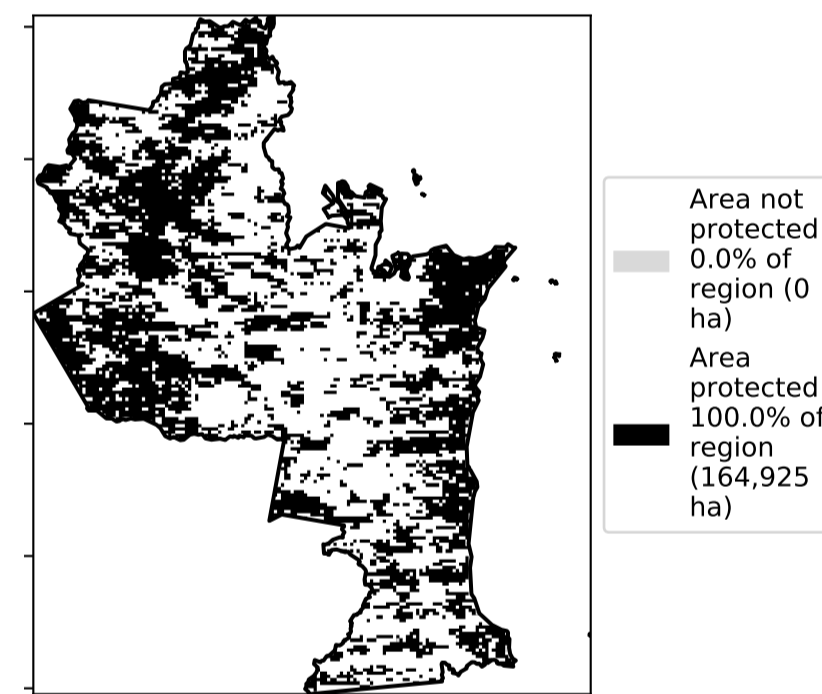 Area not
protected
0.0% of
region (0
ha)
Area
protected
100.0% of
region
(164,925
ha)